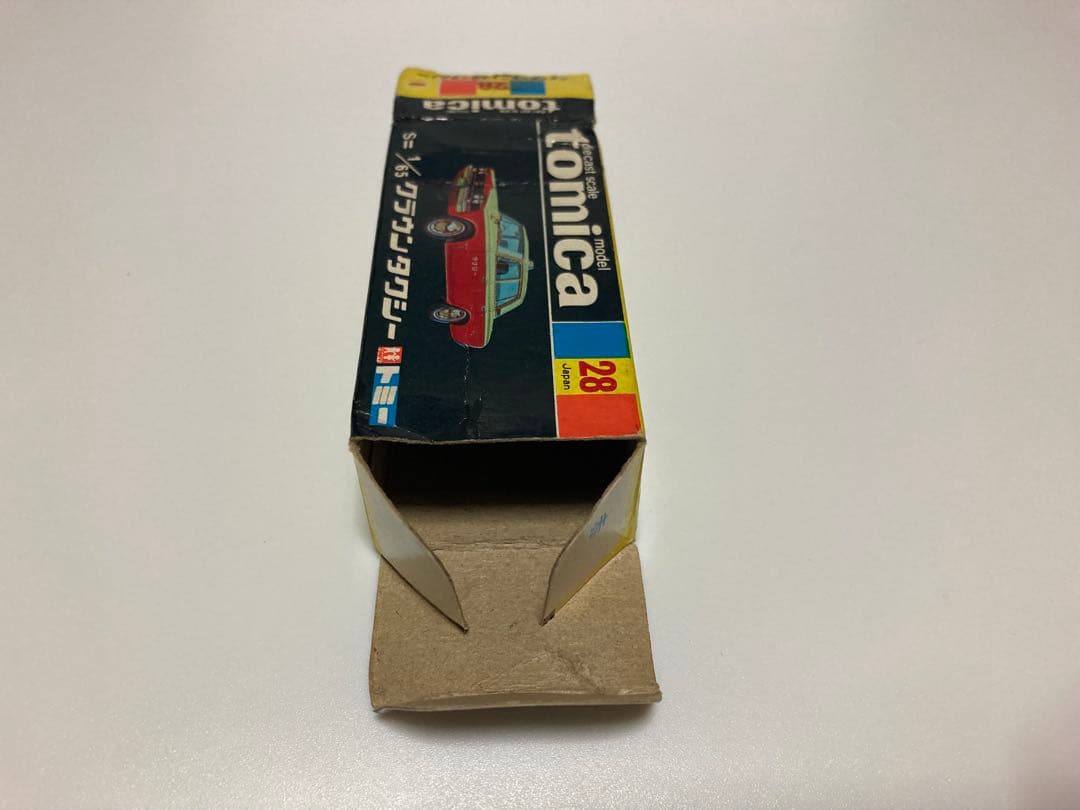 tomica
28
diecast scale model
tomica
28
Japan
S=1/65 クラウンタクシー
トミー